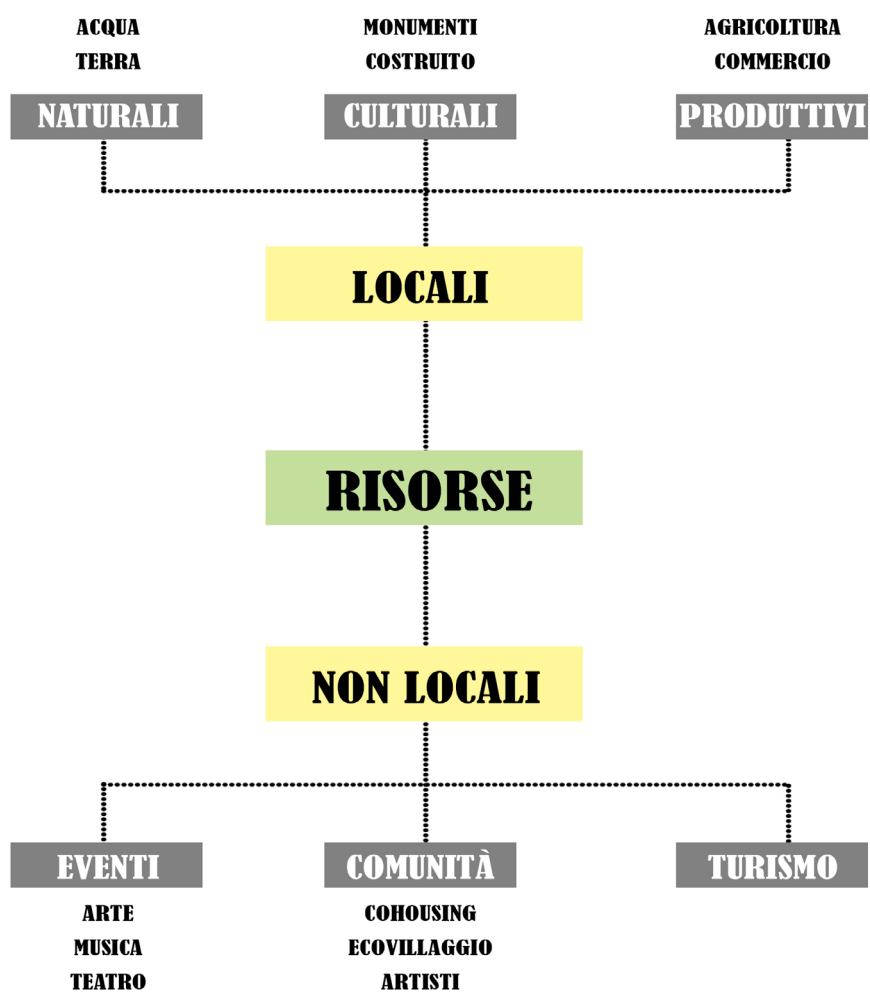 ACQUA
TERRA
NATURALI
MONUMENTI
COSTRUITO
CULTURALI
AGRICOLTURA
COMMERCIO
PRODUTTIVI
LOCALI
RISORSE
NON LOCALI
EVENTI
ARTE
MUSICA
TEATRO
COMUNITÀ
COHOUSING
ECOVILLAGGIO
ARTISTI
TURISMO